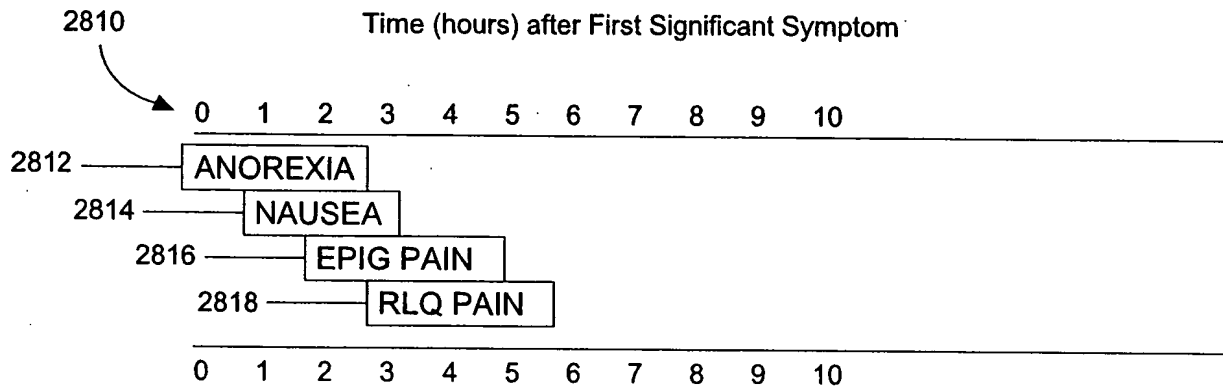 2810 Time (hours) after First Significant Symptom
0 1 2 3 4 5 6 7 8 9 10
2812 ANOREXIA
2814 NAUSEA
2816 EPIG PAIN
2818 RLQ PAIN
0 1 2 3 4 5 6 7 8 9 10